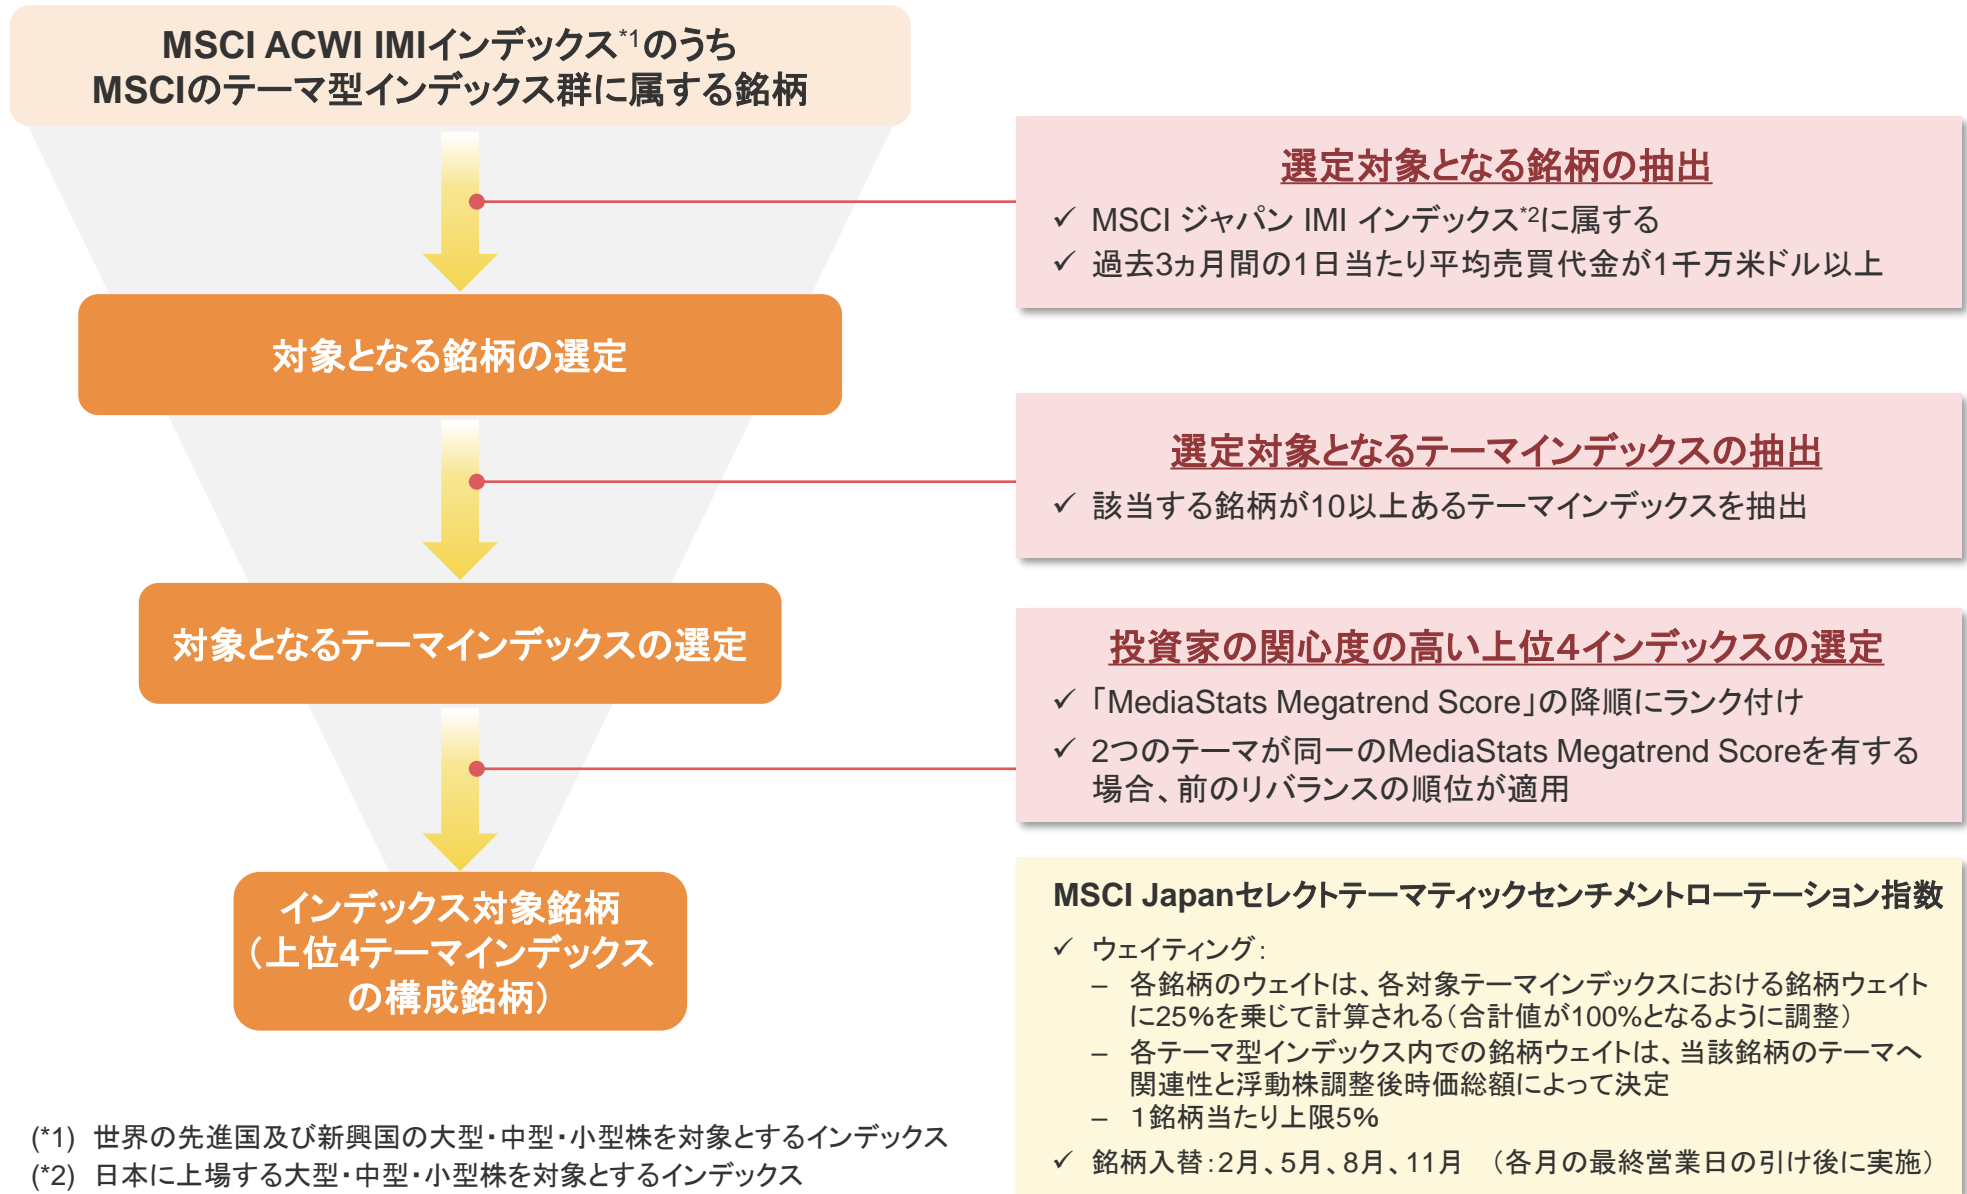 MSCI ACWI IMIインデックス*1のうち
MSCIのテーマ型インデックス群に属する銘柄
選定対象となる銘柄の抽出
✓ MSCI ジャパン IMI インデックス*2に属する
✓ 過去3ヵ月間の1日当たり平均売買代金が1千万米ドル以上
対象となる銘柄の選定
選定対象となるテーマインデックスの抽出
✓ 該当する銘柄が10以上あるテーマインデックスを抽出
対象となるテーマインデックスの選定
投資家の関心度の高い上位4インデックスの選定
✓ 「MediaStats Megatrend Score」の降順にランク付け
✓ 2つのテーマが同一のMediaStats Megatrend Scoreを有する
場合、前のリバランスの順位が適用
インデックス対象銘柄
（上位4テーマインデックス
の構成銘柄）
MSCI Japanセレクトテーマティックセンチメントローテーション指数
✓ ウェイティング：
– 各銘柄のウェイトは、各対象テーマインデックスにおける銘柄ウェイト
に25%を乗じて計算される（合計値が100%となるように調整）
– 各テーマ型インデックス内での銘柄ウェイトは、当該銘柄のテーマへ
関連性と浮動株調整後時価総額によって決定
– １銘柄当たり上限5%
✓ 銘柄入替：2月、5月、8月、11月　（各月の最終営業日の引け後に実施）
(*1) 世界の先進国及び新興国の大型・中型・小型株を対象とするインデックス
(*2) 日本に上場する大型・中型・小型株を対象とするインデックス